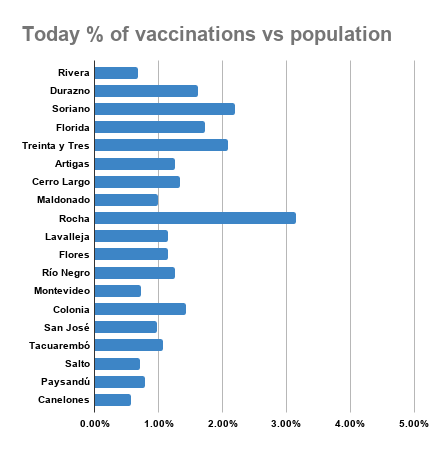 Today % of vaccinations vs population
Rivera
Durazno
Soriano
Florida
Treinta y Tres
Artigas
Cerro Largo
Maldonado
Rocha
Lavalleja
Flores
Río Negro
Montevideo
Colonia
San José
Tacuarembó
Salto
Paysandú
Canelones
0.00% 1.00% 2.00% 3.00% 4.00% 5.00%